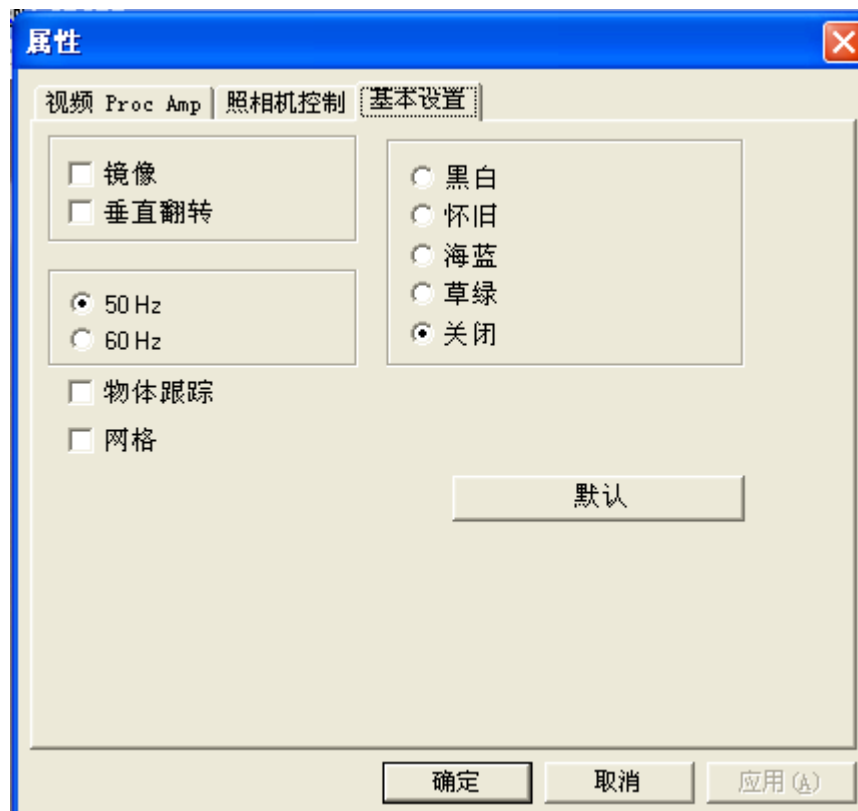 属性
视频 Proc Amp 照相机控制 基本设置
镜像
垂直翻转
50 Hz
60 Hz
黑白
怀旧
海蓝
草绿
关闭
物体跟踪
网格
默认
确定 取消 应用(A)